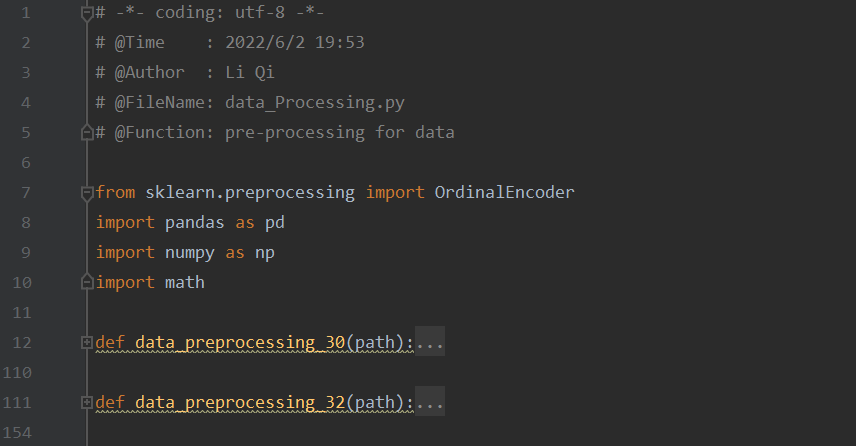 1 # -*- coding: utf-8 -*-
2 # @Time    : 2022/6/2 19:53
3 # @Author  : Li Qi
4 # @FileName: data_Processing.py
5 # @Function: pre-processing for data
6
7 from sklearn.preprocessing import OrdinalEncoder
8 import pandas as pd
9 import numpy as np
10 import math
11
12 def data_preprocessing_30(path):...
110
111 def data_preprocessing_32(path):...
154